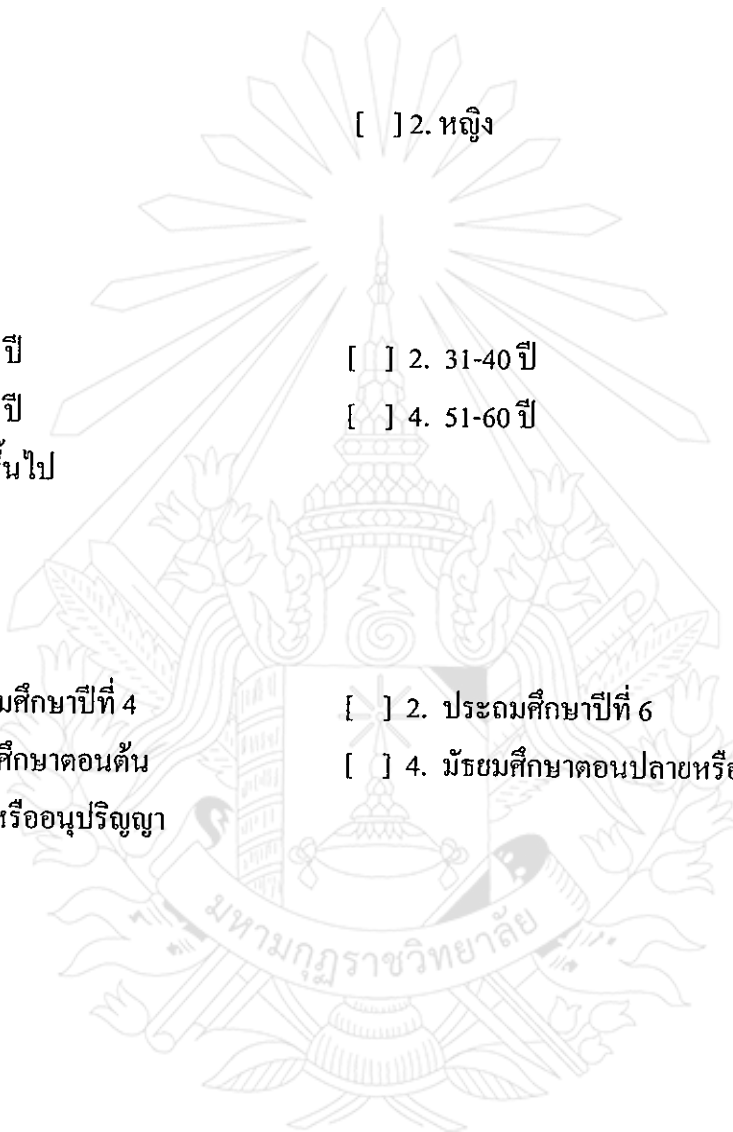 [ ] 2. หญิง
ปี [ ] 2. 31-40 ปี
ปี [ ] 4. 51-60 ปี
ึ้นไป
มศึกษาปีที่ 4 [ ] 2. ประถมศึกษาปีที่ 6
ศึกษาตอนต้น [ ] 4. มัธยมศึกษาตอนปลายหรือ
หรืออนุปริญญา
มหามกุฏราชวิทยาลัย